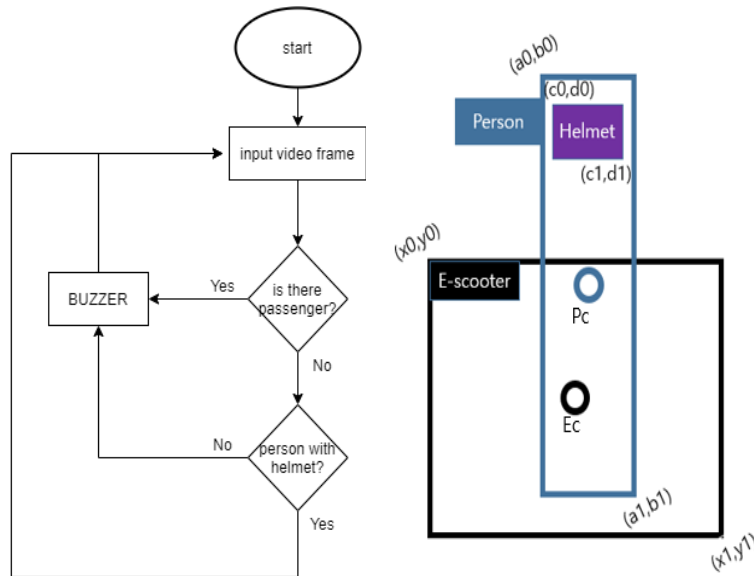 start
input video frame
is there
passenger?
Yes
BUZZER
No
person with
helmet?
No
Yes
(a0,b0)
(c0,d0)
Person
Helmet
(c1,d1)
(x0,y0)
E-scooter
Pc
Ec
(a1,b1)
(x1,y1)